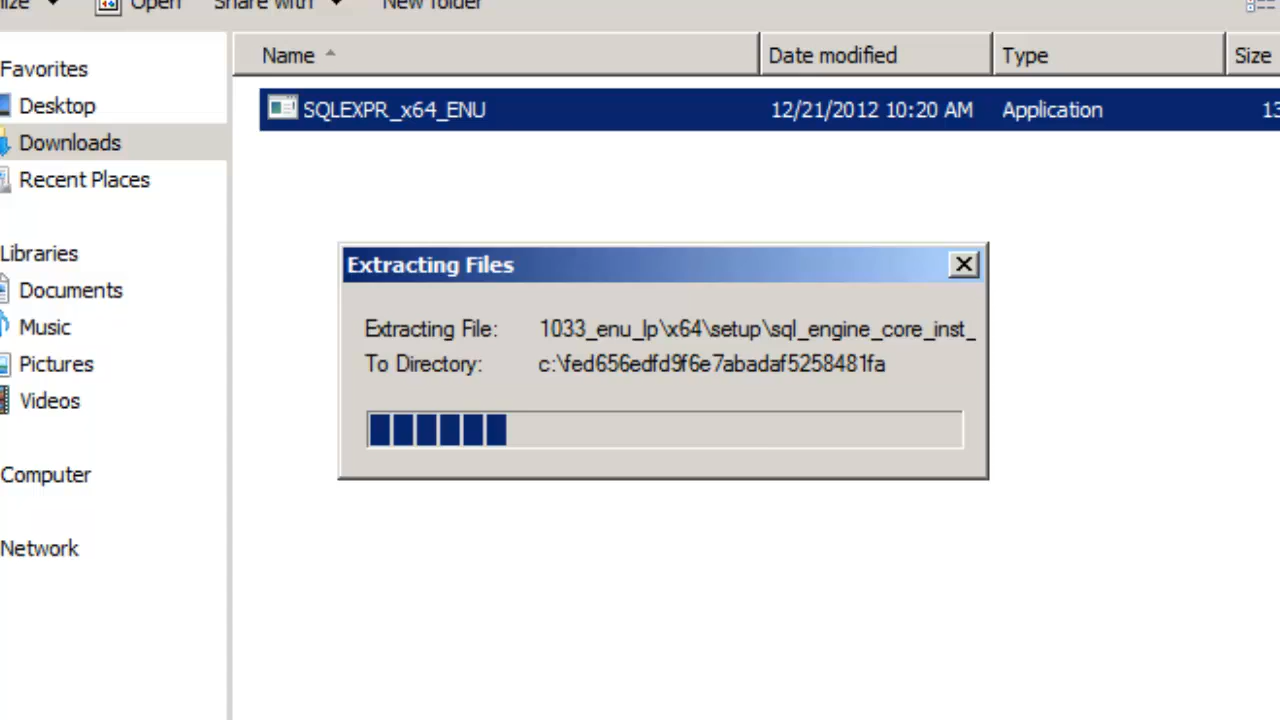 Open
Share with
New folder
Name
Date modified
Type
Size
Favorites
Desktop
Downloads
Recent Places
Libraries
Documents
Music
Pictures
Videos
Computer
Network
SQLEXPR_x64_ENU
12/21/2012 10:20 AM
Application
13
Extracting Files
Extracting File: 1033_enu_lp\x64\setup\sql_engine_core_inst_
To Directory: c:\fed656edfd9f6e7abadaf5258481fa